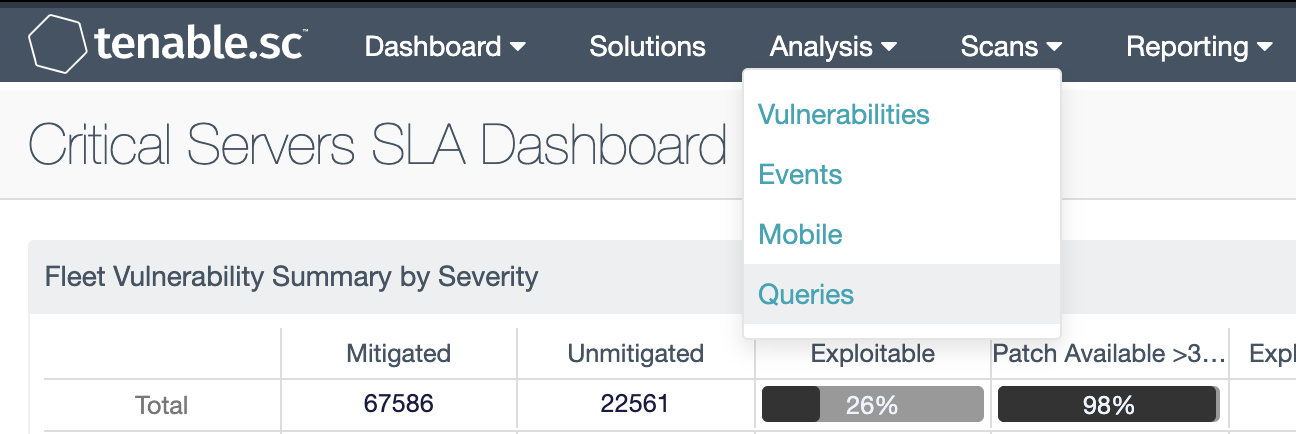 tenable.sc™ Dashboard Solutions Analysis Scans Reporting
Vulnerabilities
Events
Mobile
Queries
Critical Servers SLA Dashboard
Fleet Vulnerability Summary by Severity
Mitigated Unmitigated Exploitable Patch Available >3... Expl
Total 67586 22561 26% 98%